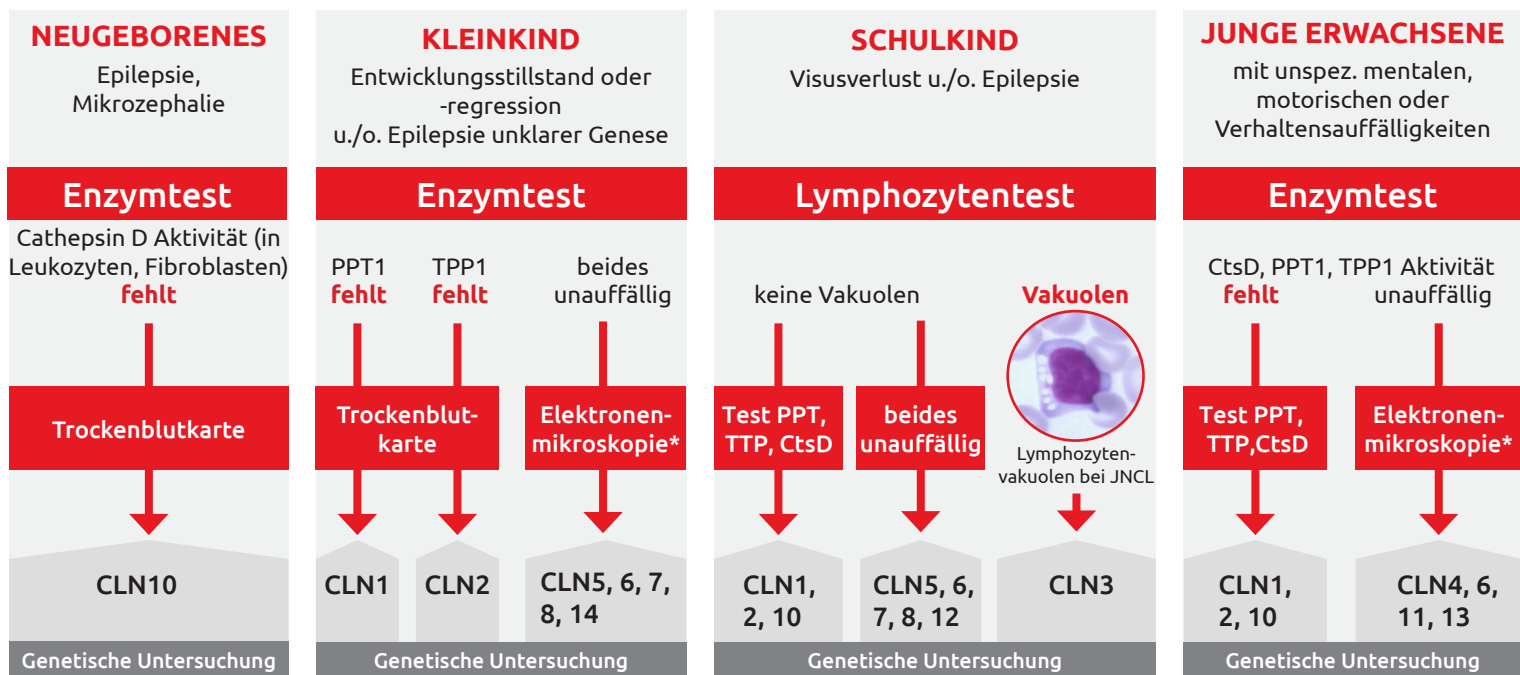 NEUGEBORENES
Epilepsie,
Mikrozephalie
Enzymtest
Cathepsin D Aktivität (in
Leukozyten, Fibroblasten)
fehlt
Trockenblutkarte
CLN10
Genetische Untersuchung
KLEINKIND
Entwicklungsstillstand oder
-regression
u./o. Epilepsie unklarer Genese
Enzymtest
PPT1
fehlt
TPP1
fehlt
beides
unauffällig
Trockenblut-
karte
Elektronen-
mikroskopie*
CLN1
CLN2
CLN5, 6, 7,
8, 14
Genetische Untersuchung
SCHULKIND
Visusverlust u./o. Epilepsie
Lymphozytentest
keine Vakuolen
Vakuolen
Test PPT,
TTP, CtsD
beides
unauffällig
Lymphozyten-
vakuolen bei JNCL
CLN1,
2, 10
CLN5, 6,
7, 8, 12
CLN3
Genetische Untersuchung
JUNGE ERWACHSENE
mit unspez. mentalen,
motorischen oder
Verhaltensauffälligkeiten
Enzymtest
CtsD, PPT1, TPP1 Aktivität
fehlt
unauffällig
Test PPT,
TTP,CtsD
Elektronen-
mikroskopie*
CLN1,
2, 10
CLN4, 6,
11, 13
Genetische Untersuchung